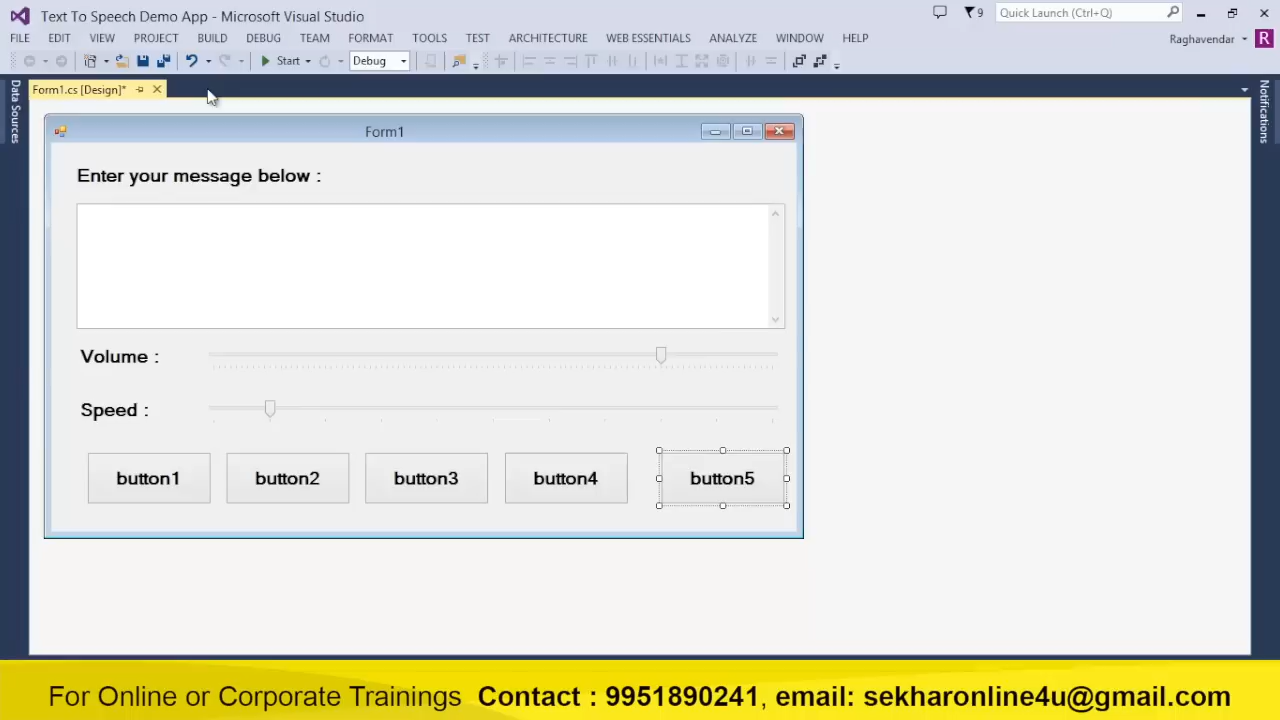 Text To Speech Demo App - Microsoft Visual Studio
9
Quick Launch (Ctrl+Q)
FILE EDIT VIEW PROJECT BUILD DEBUG TEAM FORMAT TOOLS TEST ARCHITECTURE WEB ESSENTIALS ANALYZE WINDOW HELP
Raghavendar R
Start Debug
Form1.cs [Design]*
Data Sources
Notifications
Form1
Enter your message below :
Volume :
Speed :
button1 button2 button3 button4 button5
For Online or Corporate Trainings Contact : 9951890241, email: sekharonline4u@gmail.com